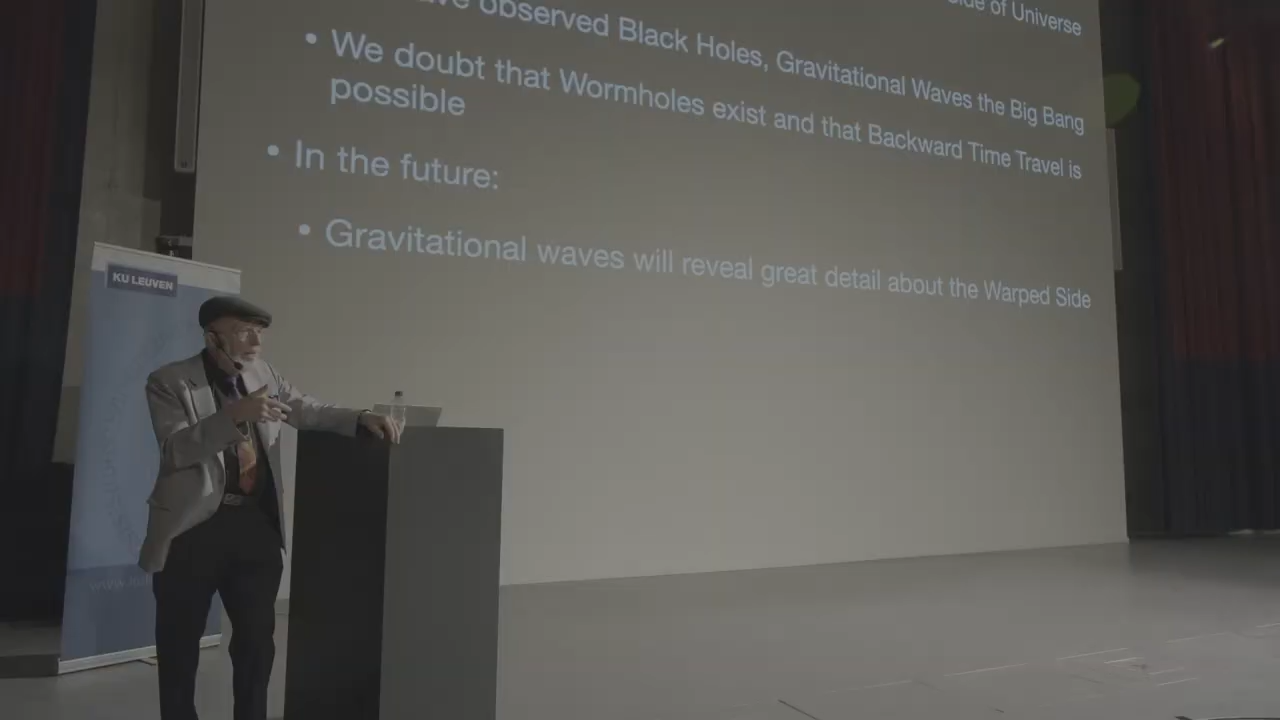 Side of Universe
observed Black Holes, Gravitational Waves the Big Bang
• We doubt that Wormholes exist and that Backward Time Travel is
possible
• In the future:
• Gravitational waves will reveal great detail about the Warped Side
KU LEUVEN